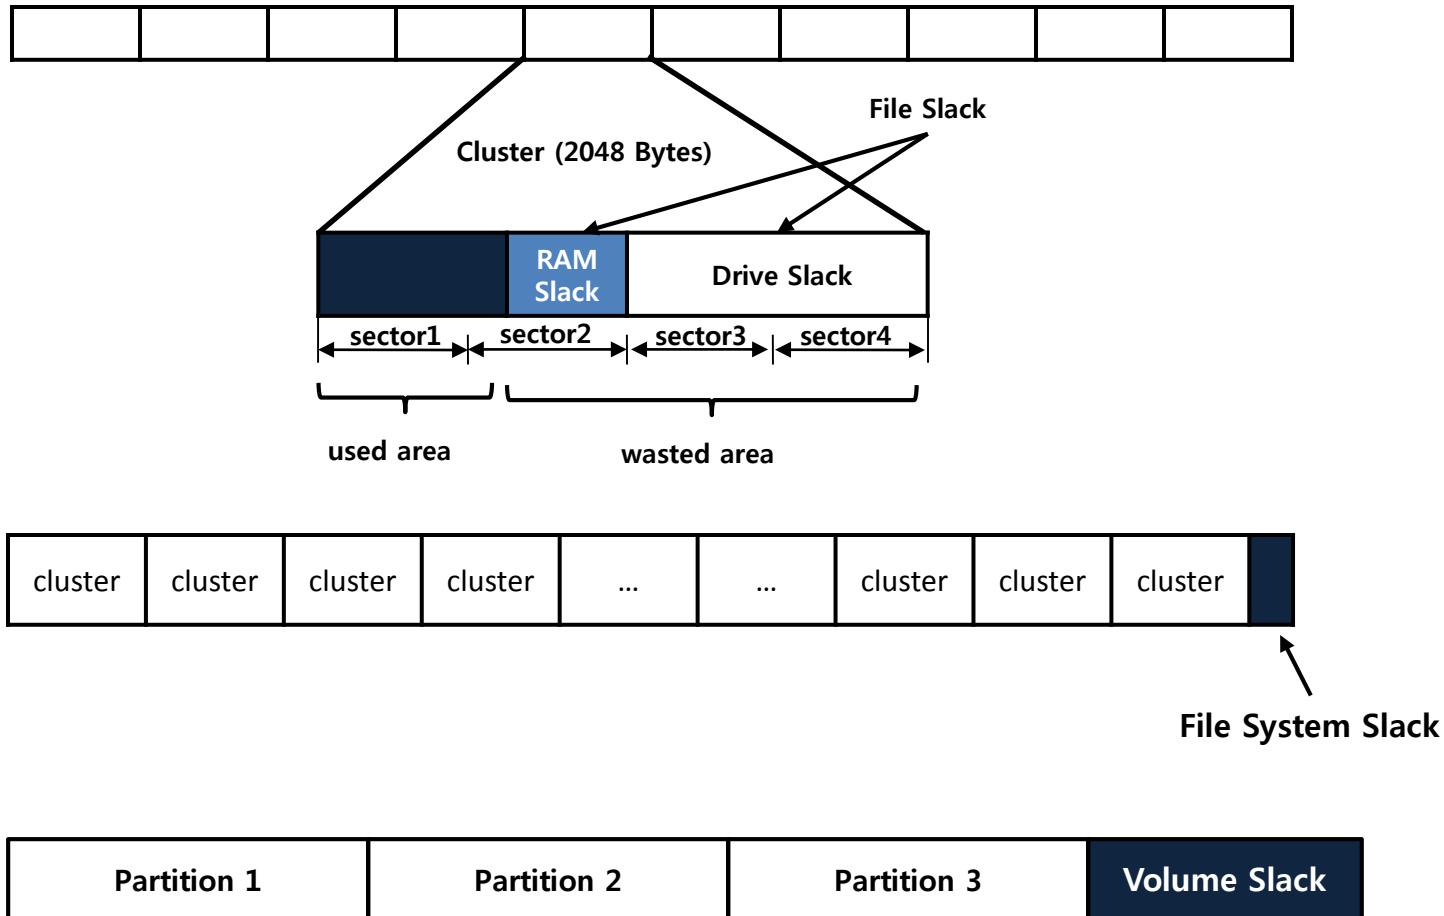 File Slack
Cluster (2048 Bytes)
RAM
Slack
Drive Slack
sector1 sector2 sector3 sector4
used area
wasted area
cluster cluster cluster cluster ... ... cluster cluster cluster
File System Slack
Partition 1 Partition 2 Partition 3 Volume Slack